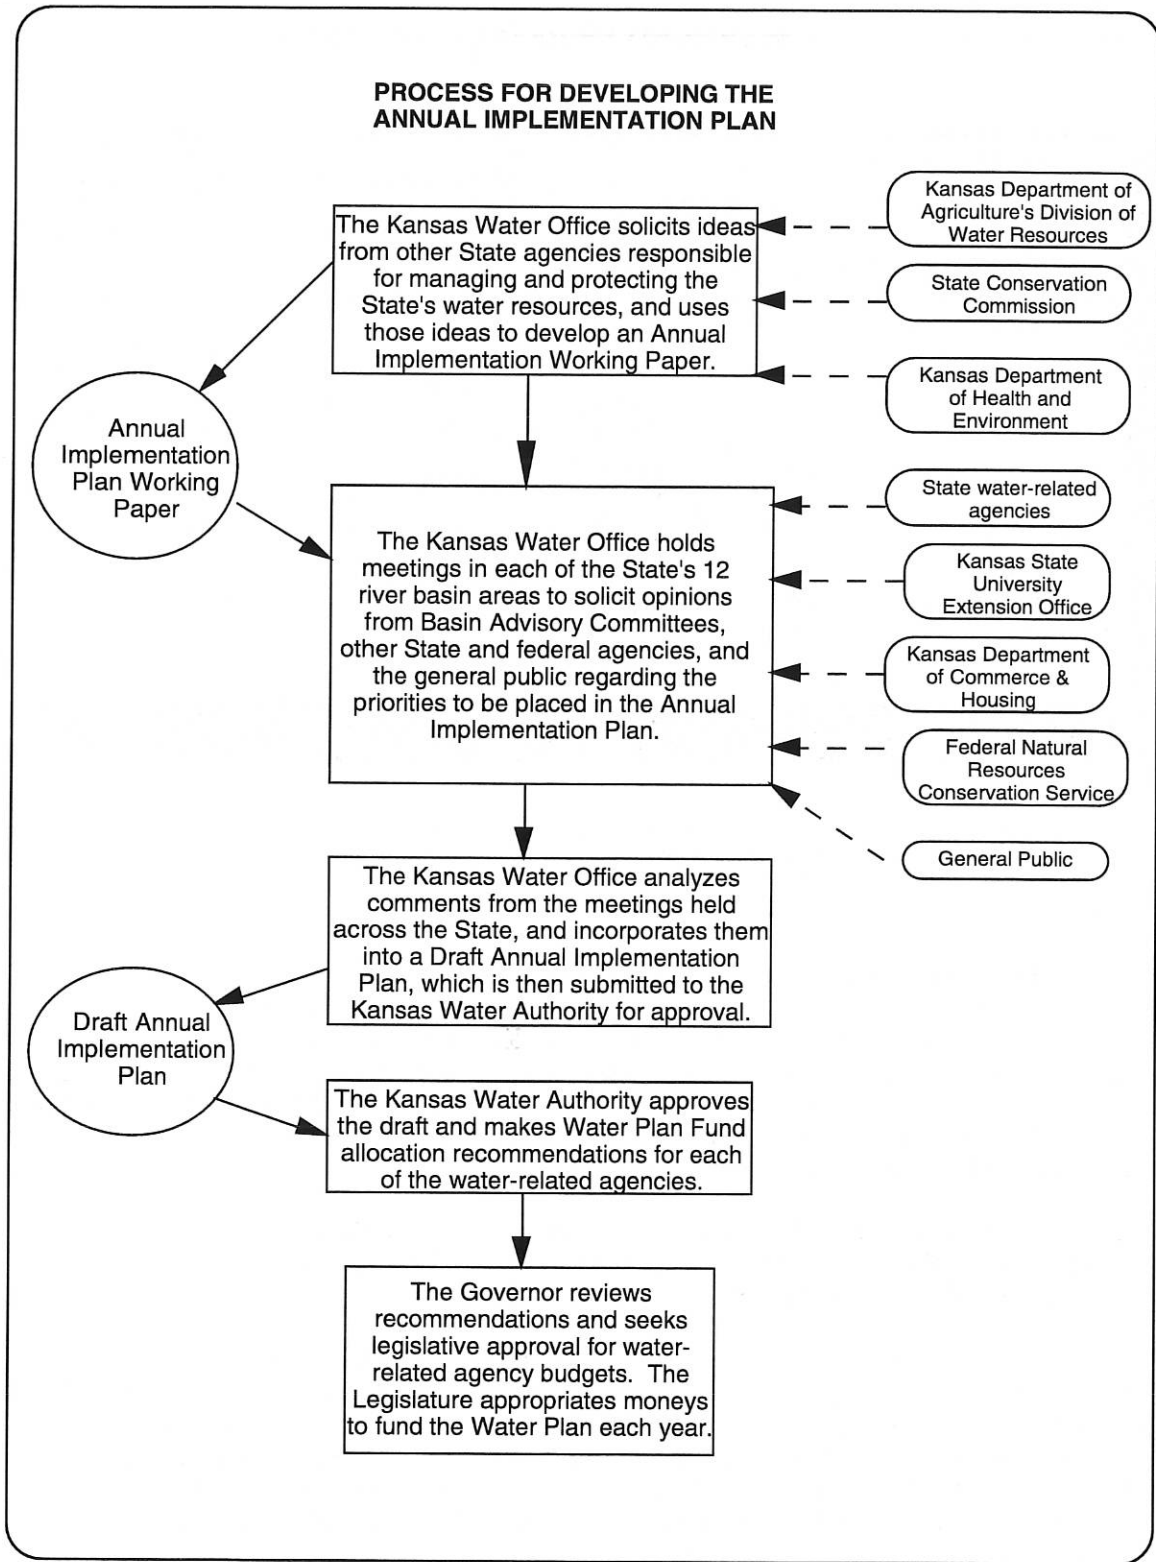 PROCESS FOR DEVELOPING THE
ANNUAL IMPLEMENTATION PLAN
The Kansas Water Office solicits ideas
from other State agencies responsible
for managing and protecting the
State's water resources, and uses
those ideas to develop an Annual
Implementation Working Paper.
Kansas Department of
Agriculture's Division of
Water Resources
State Conservation
Commission
Kansas Department
of Health and
Environment
Annual
Implementation
Plan Working
Paper
The Kansas Water Office holds
meetings in each of the State's 12
river basin areas to solicit opinions
from Basin Advisory Committees,
other State and federal agencies, and
the general public regarding the
priorities to be placed in the Annual
Implementation Plan.
State water-related
agencies
Kansas State
University
Extension Office
Kansas Department
of Commerce &
Housing
Federal Natural
Resources
Conservation Service
General Public
The Kansas Water Office analyzes
comments from the meetings held
across the State, and incorporates them
into a Draft Annual Implementation
Plan, which is then submitted to the
Kansas Water Authority for approval.
Draft Annual
Implementation
Plan
The Kansas Water Authority approves
the draft and makes Water Plan Fund
allocation recommendations for each
of the water-related agencies.
The Governor reviews
recommendations and seeks
legislative approval for water-
related agency budgets.  The
Legislature appropriates moneys
to fund the Water Plan each year.